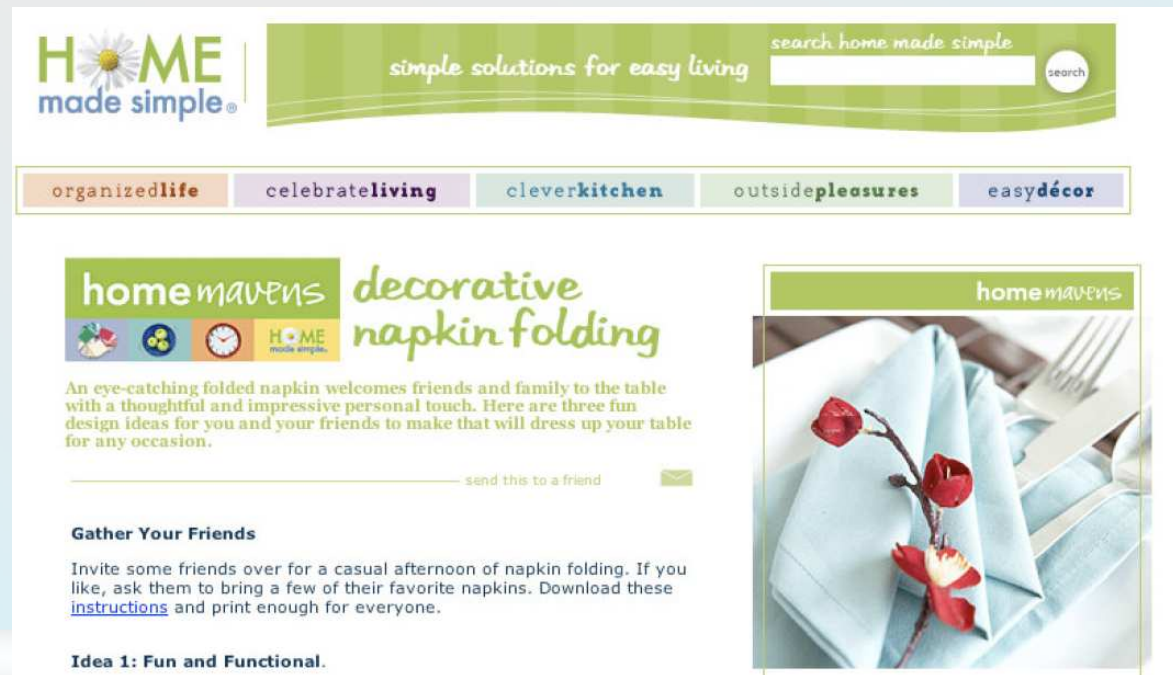 HOME
made simple®
simple solutions for easy living
search home made simple
search
organizedlife
celebrateliving
cleverkitchen
outsidepleasures
easydécor
homemavens
HOME
made simple.
decorative
napkin folding
An eye-catching folded napkin welcomes friends and family to the table
with a thoughtful and impressive personal touch. Here are three fun
design ideas for you and your friends to make that will dress up your table
for any occasion.
send this to a friend
Gather Your Friends
Invite some friends over for a casual afternoon of napkin folding. If you
like, ask them to bring a few of their favorite napkins. Download these
instructions and print enough for everyone.
Idea 1: Fun and Functional.
homemavens